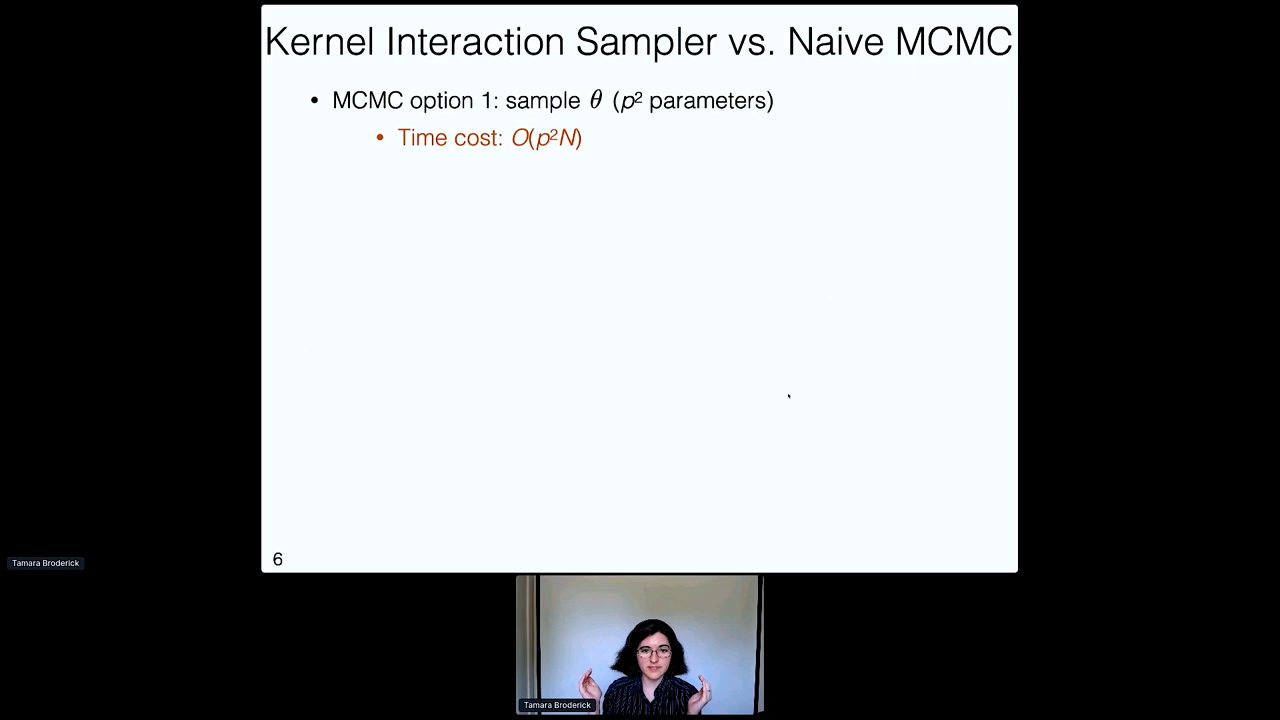 Kernel Interaction Sampler vs. Naive MCMC
• MCMC option 1: sample θ (p² parameters)
• Time cost: O(p²N)
6
Tamara Broderick
Tamara Broderick